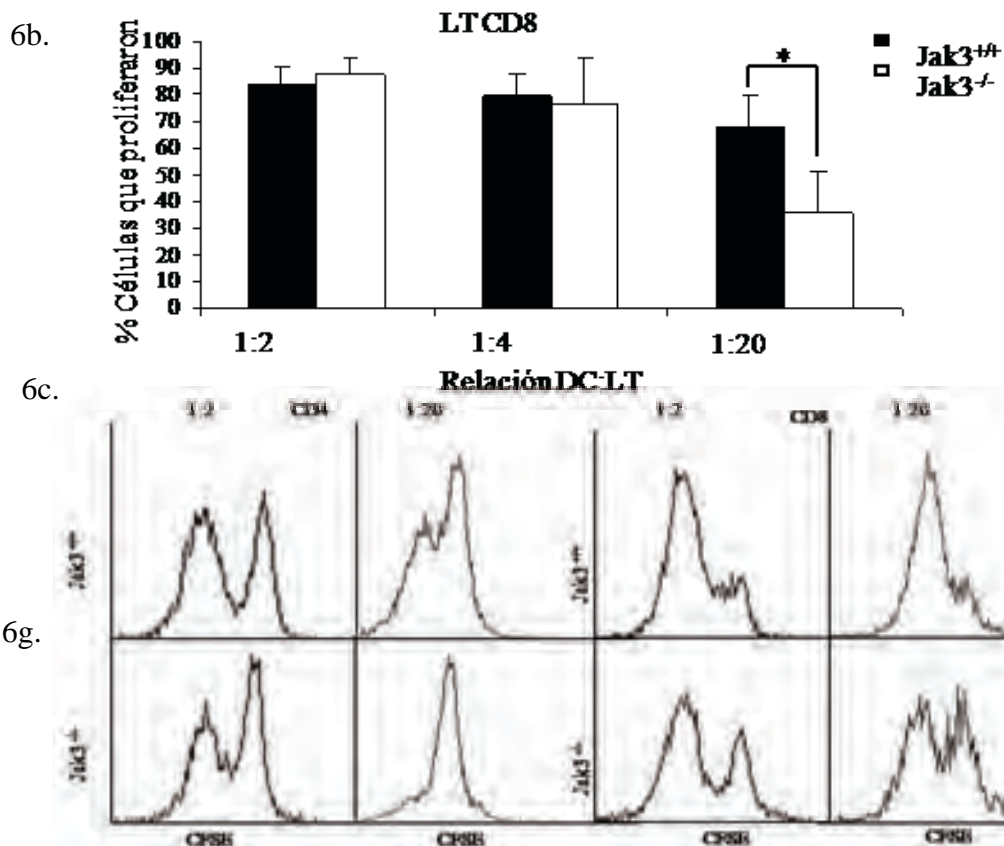 6b.
LT CD8
% Células que proliferaron
100
90
80
70
60
50
40
30
20
10
0
*
Jak3+/+
Jak3-/-
1:2 1:4 1:20
Relación DC:LT
6c.
1:2 CD4 1:20 1:2 CD8 1:20
Jak3+/+ Jak3+/+
6g.
Jak3-/- Jak3-/-
CFSE CFSE CFSE CFSE